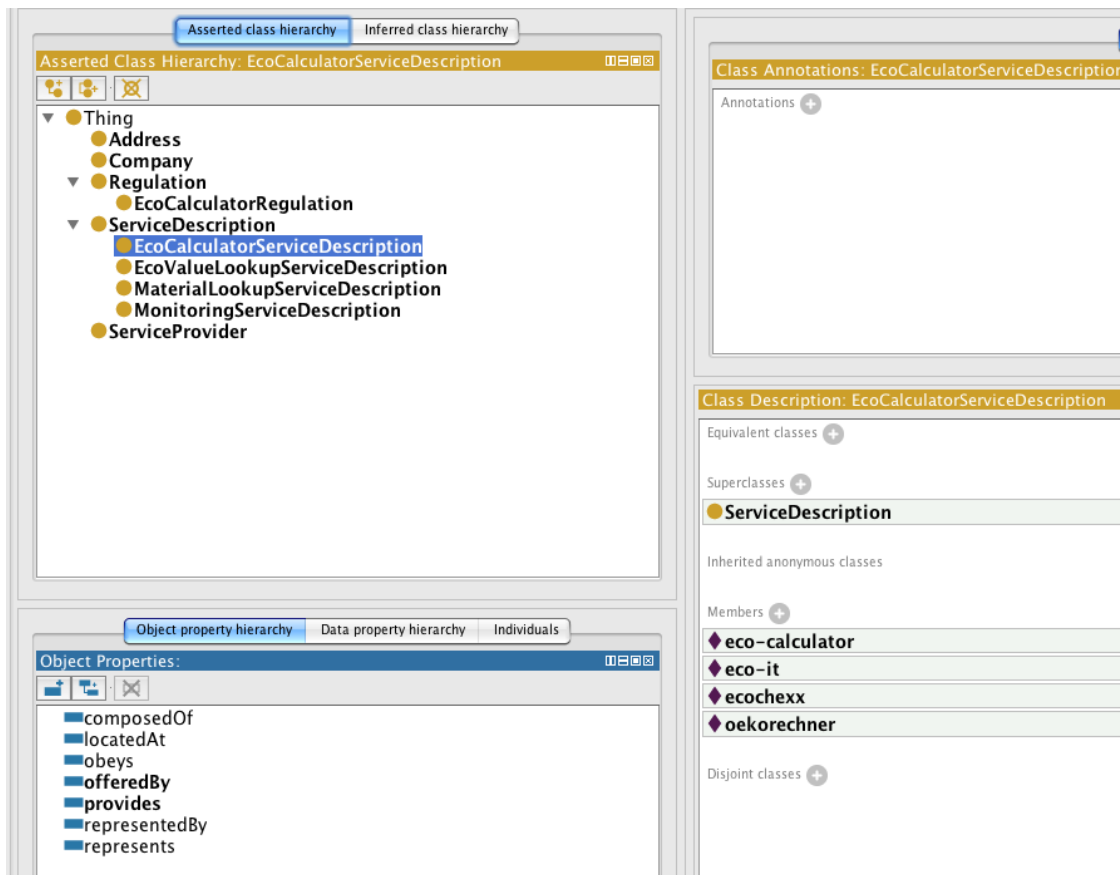 Asserted class hierarchy
Inferred class hierarchy
Asserted Class Hierarchy: EcoCalculatorServiceDescription
Thing
Address
Company
Regulation
EcoCalculatorRegulation
ServiceDescription
EcoCalculatorServiceDescription
EcoValueLookupServiceDescription
MaterialLookupServiceDescription
MonitoringServiceDescription
ServiceProvider
Object property hierarchy
Data property hierarchy
Individuals
Object Properties:
composedOf
locatedAt
obeys
offeredBy
provides
representedBy
represents
Class Annotations: EcoCalculatorServiceDescription
Annotations
Class Description: EcoCalculatorServiceDescription
Equivalent classes
Superclasses
ServiceDescription
Inherited anonymous classes
Members
eco-calculator
eco-it
ecochexx
oekorechner
Disjoint classes